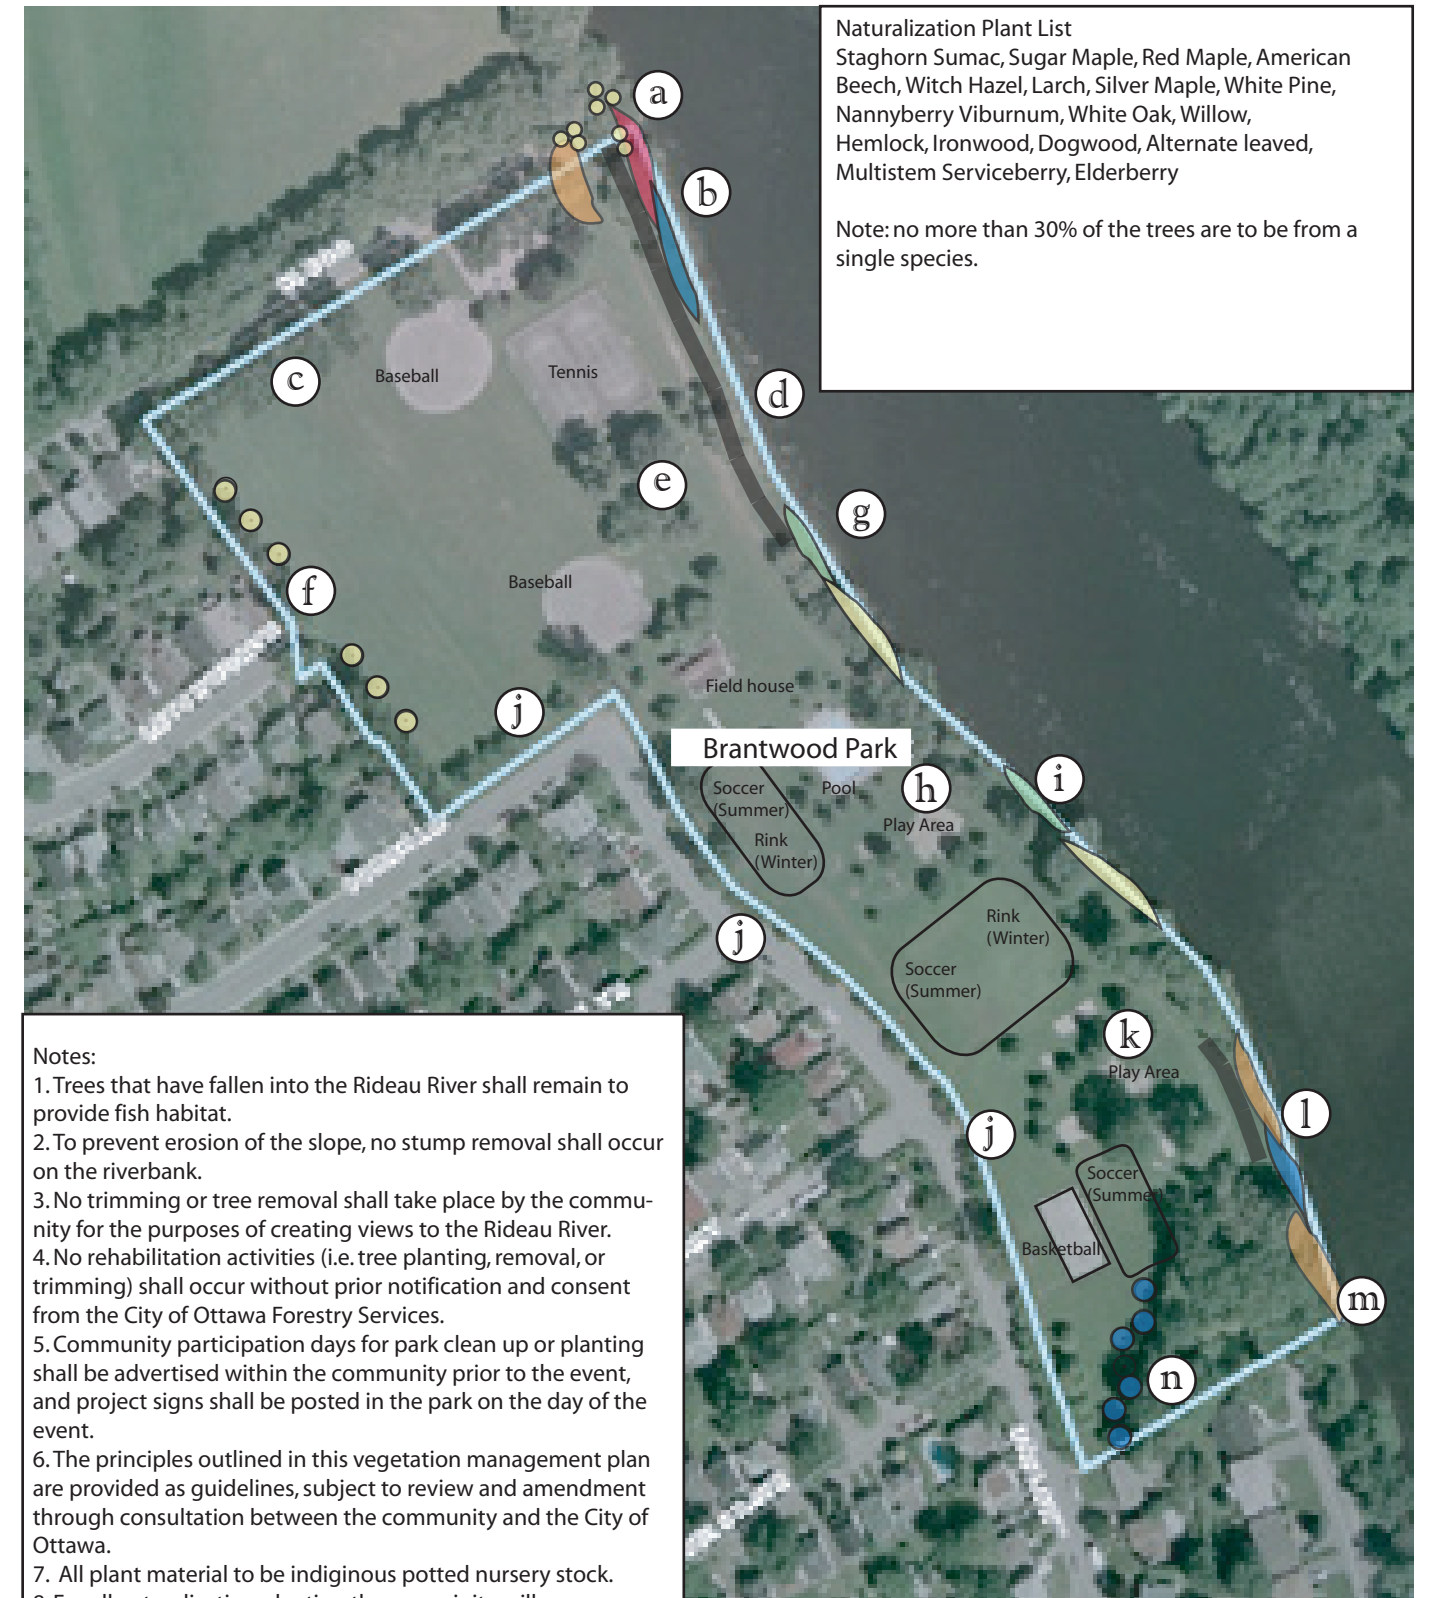 Naturalization Plant List
Staghorn Sumac, Sugar Maple, Red Maple, American
Beech, Witch Hazel, Larch, Silver Maple, White Pine,
Nannyberry Viburnum, White Oak, Willow,
Hemlock, Ironwood, Dogwood, Alternate leaved,
Multistem Serviceberry, Elderberry
Note: no more than 30% of the trees are to be from a
single species.
a
b
c
Baseball
Tennis
d
e
g
f
Baseball
Field house
j
Brantwood Park
Soccer
(Summer)
Rink
(Winter)
Pool
h
Play Area
i
j
Rink
(Winter)
Soccer
(Summer)
k
Play Area
j
l
Soccer
(Summer)
Basketball
m
n
Notes:
1. Trees that have fallen into the Rideau River shall remain to
provide fish habitat.
2. To prevent erosion of the slope, no stump removal shall occur
on the riverbank.
3. No trimming or tree removal shall take place by the commu-
nity for the purposes of creating views to the Rideau River.
4. No rehabilitation activities (i.e. tree planting, removal, or
trimming) shall occur without prior notification and consent
from the City of Ottawa Forestry Services.
5. Community participation days for park clean up or planting
shall be advertised within the community prior to the event,
and project signs shall be posted in the park on the day of the
event.
6. The principles outlined in this vegetation management plan
are provided as guidelines, subject to review and amendment
through consultation between the community and the City of
Ottawa.
7. All plant material to be indiginous potted nursery stock.